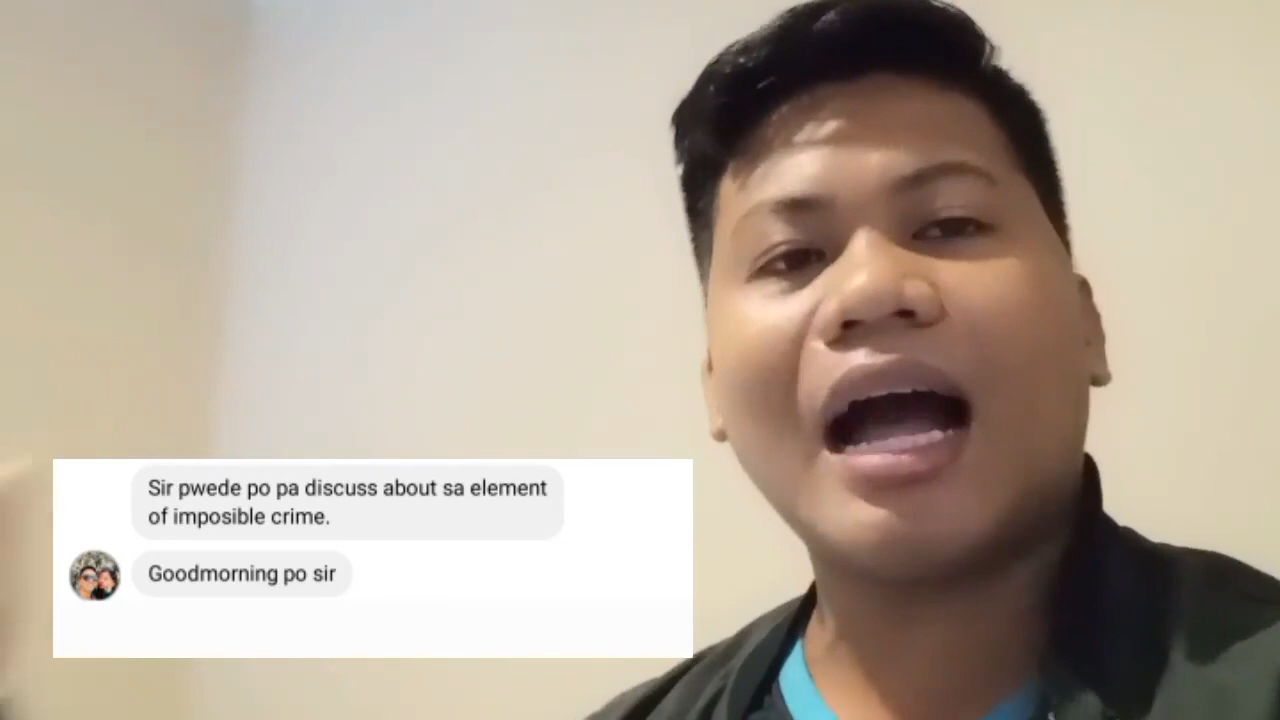 Sir pwede po pa discuss about sa element
of imposible crime.
Goodmorning po sir